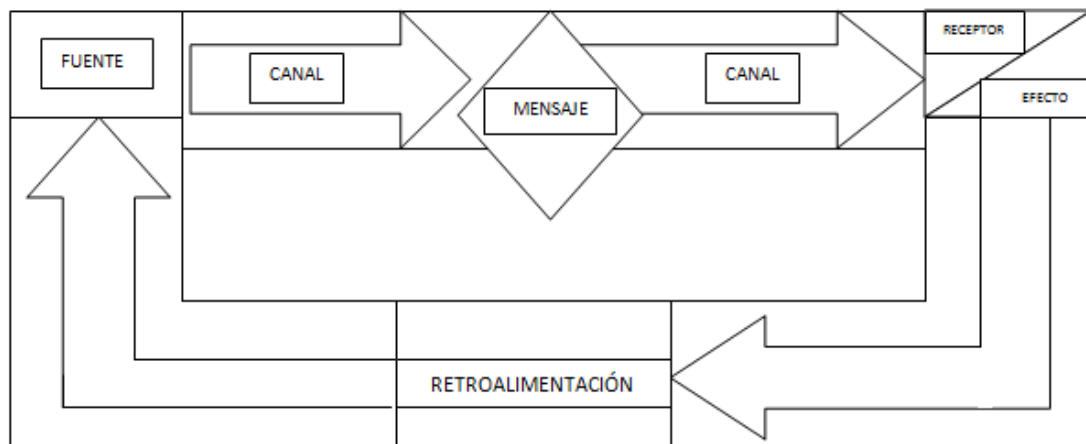 FUENTE
CANAL
MENSAJE
CANAL
RECEPTOR
EFECTO
RETROALIMENTACIÓN